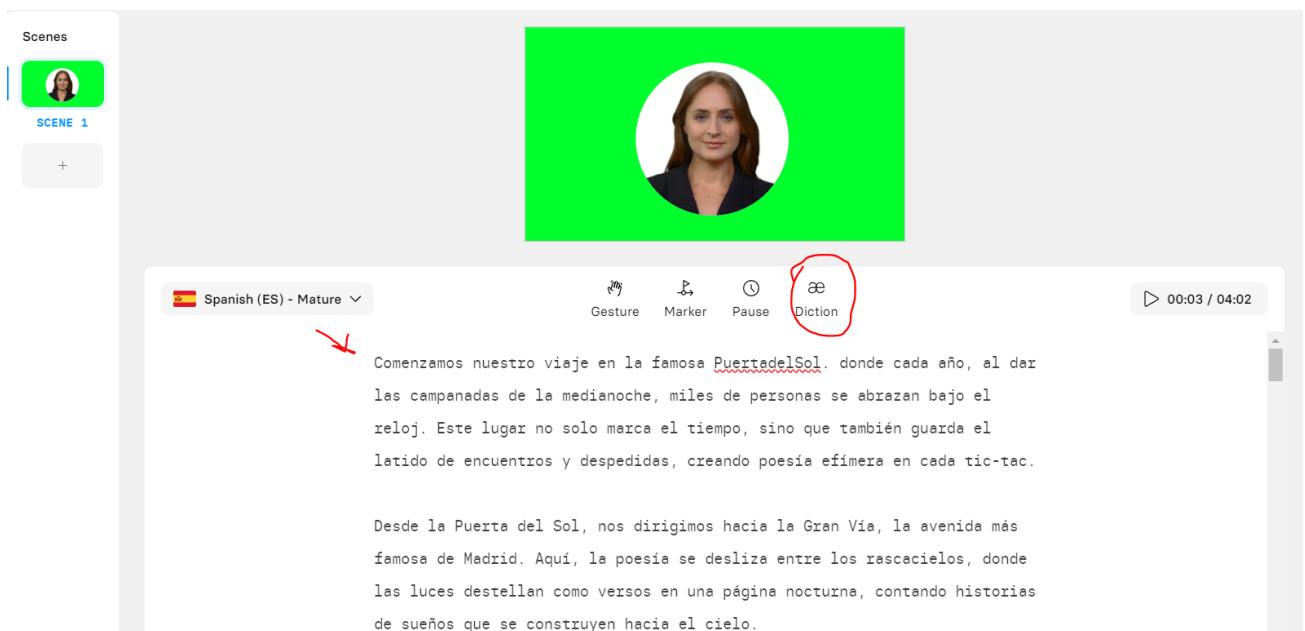 Scenes
SCENE 1
+
Spanish (ES) - Mature
Gesture
Marker
Pause
æ
Diction
00:03 / 04:02
Comenzamos nuestro viaje en la famosa PuertadelSol. donde cada año, al dar
las campanadas de la medianoche, miles de personas se abrazan bajo el
reloj. Este lugar no solo marca el tiempo, sino que también guarda el
latido de encuentros y despedidas, creando poesía efímera en cada tic-tac.
Desde la Puerta del Sol, nos dirigimos hacia la Gran Vía, la avenida más
famosa de Madrid. Aquí, la poesía se desliza entre los rascacielos, donde
las luces destellan como versos en una página nocturna, contando historias
de sueños que se construyen hacia el cielo.